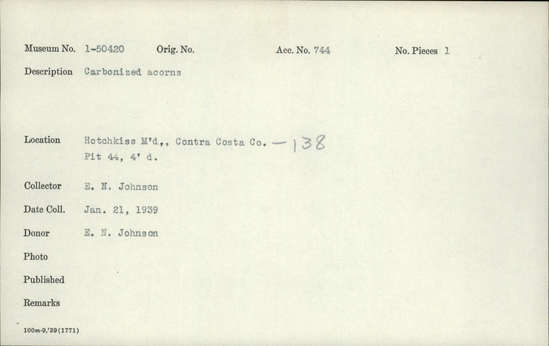 Museum No. 1-50420 Orig. No. Acc. No. 744 No. Pieces 1
Description Carbonized acorns
Location Hotchkiss M'd,, Contra Costa Co. — 138
Pit 44, 4' d.
Collector E. N. Johnson
Date Coll. Jan. 21, 1939
Donor E. N. Johnson
Photo
Published
Remarks
100m-9,'39(1771)